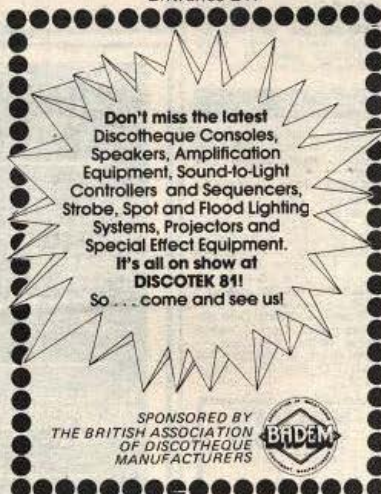 Don't miss the latest
Discotheque Consoles,
Speakers, Amplification
Equipment, Sound-to-Light
Controllers and Sequencers,
Strobe, Spot and Flood Lighting
Systems, Projectors and
Special Effect Equipment.
It's all on show at
DISCOTEK 81!
So . . . come and see us!
SPONSORED BY
THE BRITISH ASSOCIATION
OF DISCOTHEQUE
MANUFACTURERS
BADEM